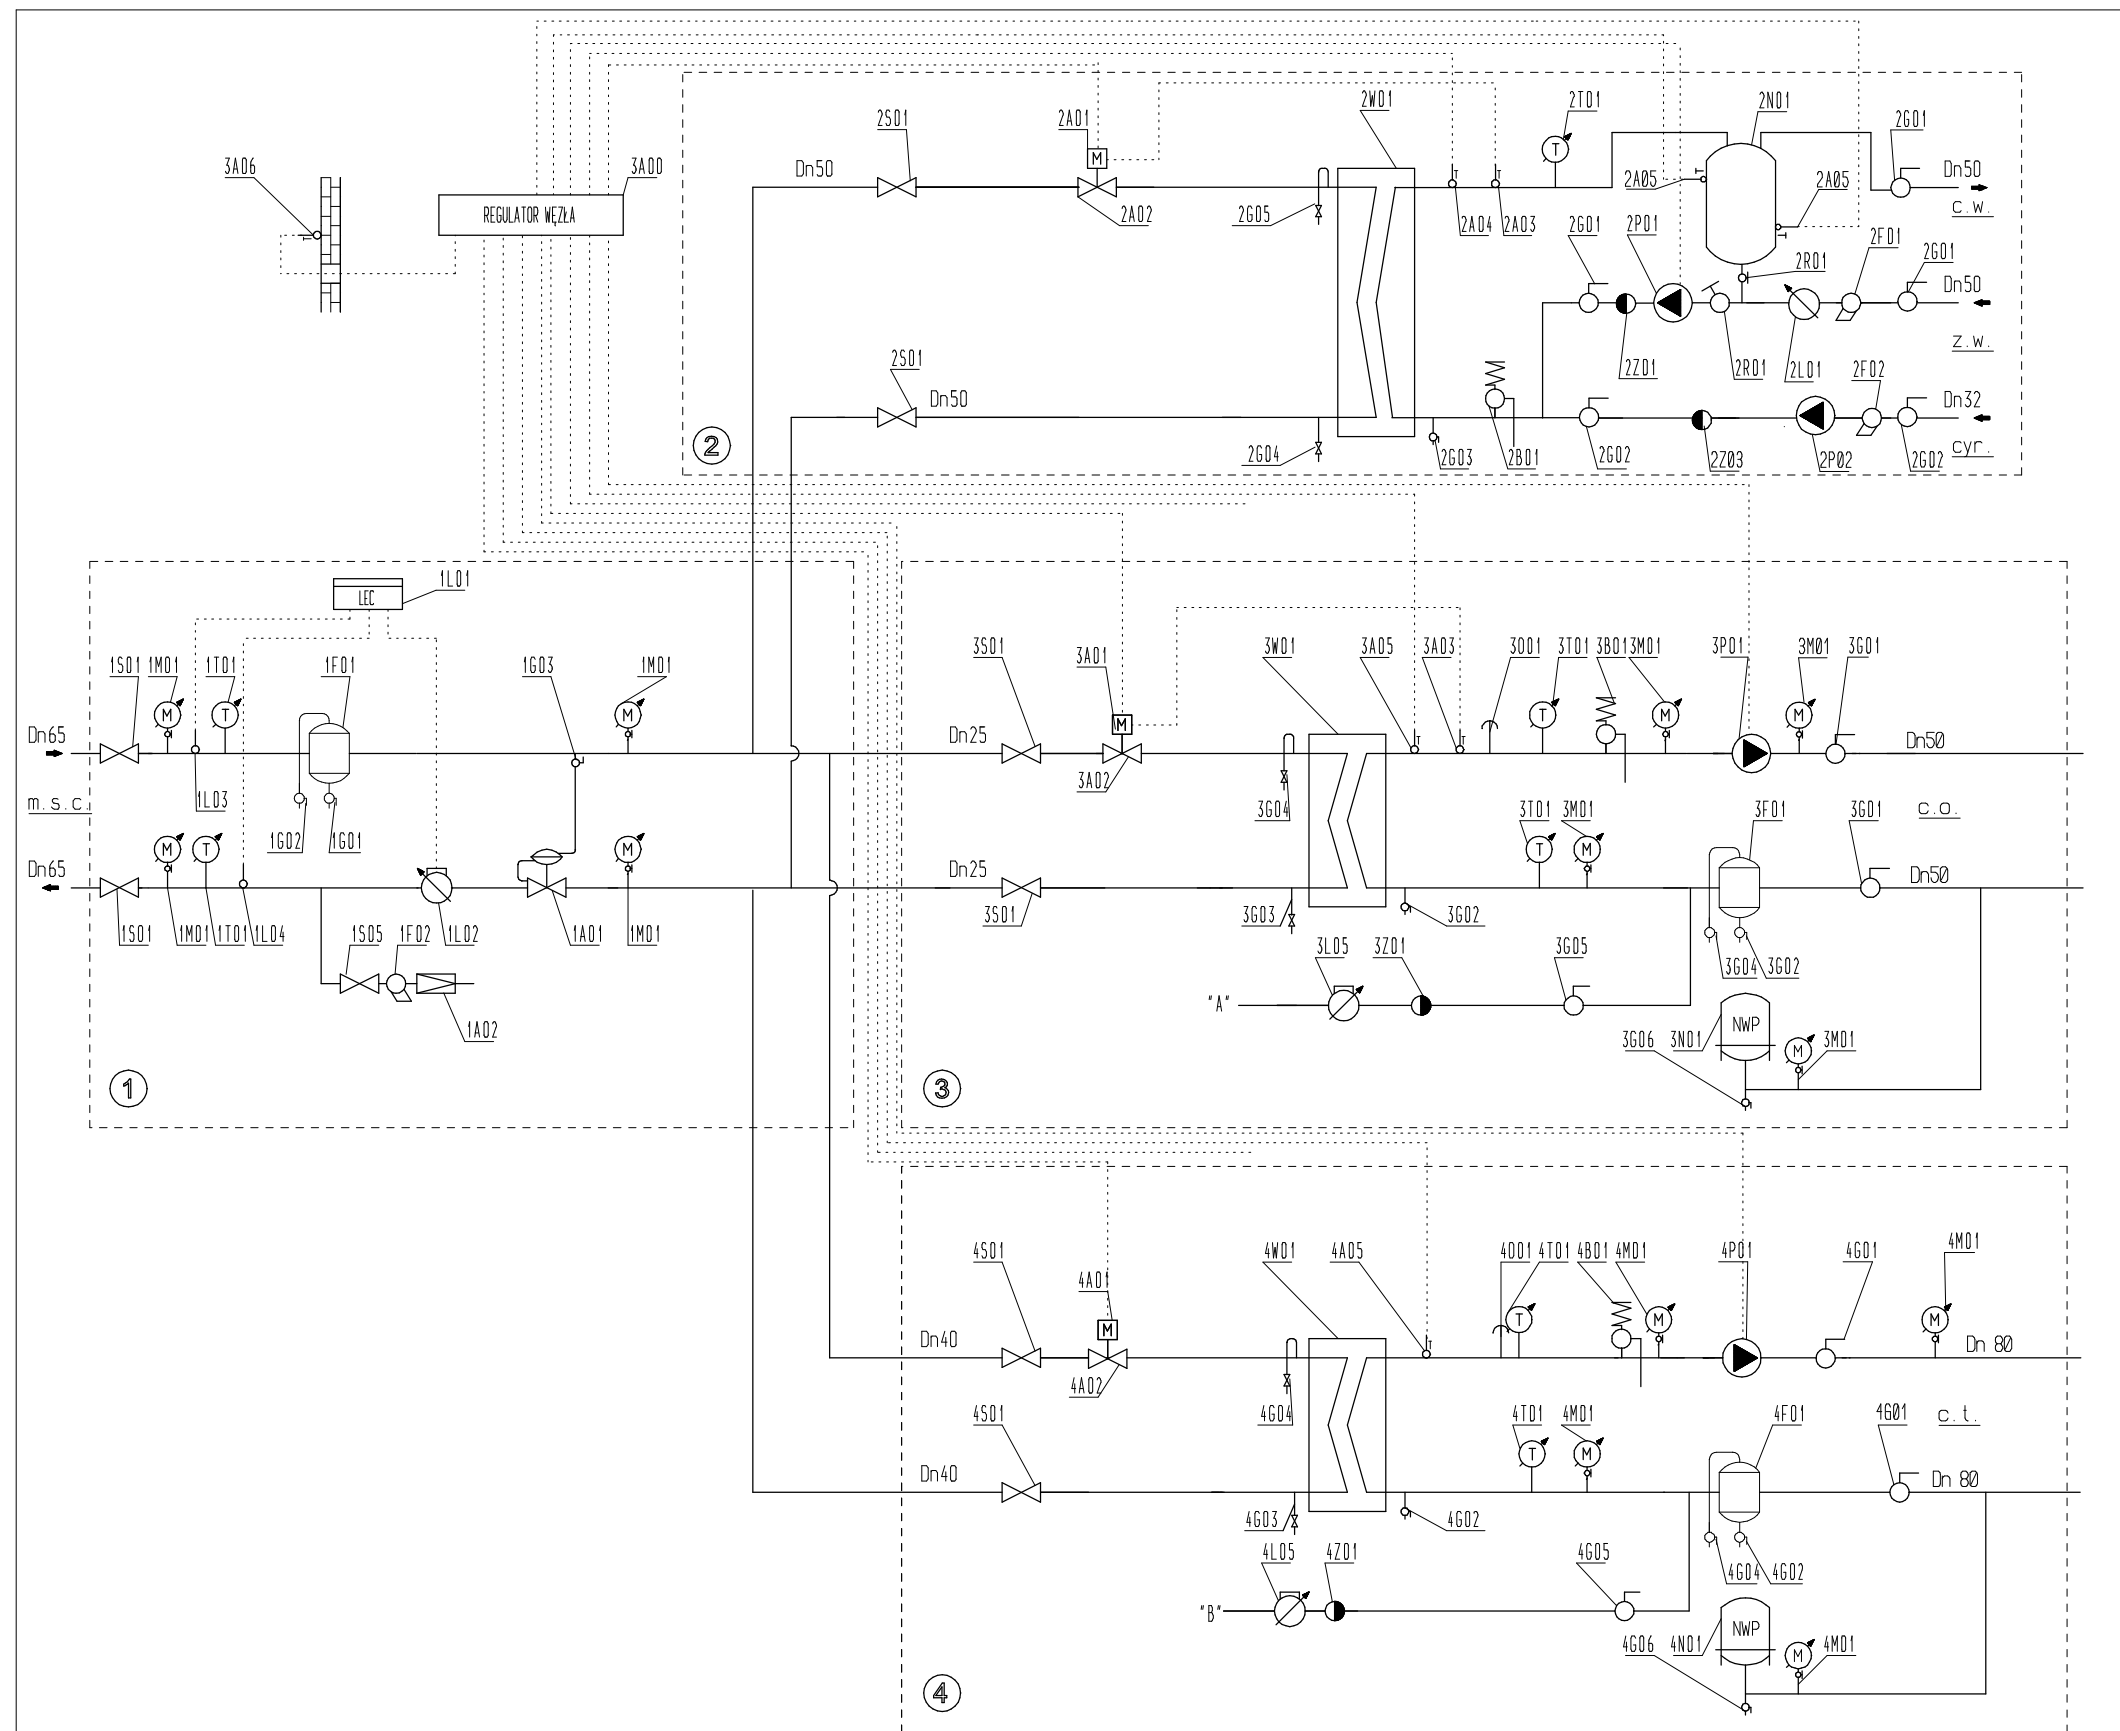 2W01
2T01
2N01
2S01
2A01
2G01
3A06
3A00
Dn50
M
T
Dn50
2A05
2A05
c.w.
REGULATOR WĘZŁA
2A02
2G05
2A04
2A03
2G01
2P01
2F01
2G01
2R01
Dn50
z.w.
2S01
2Z01
2R01
2L01
2F02
Dn50
Dn32
2
2G04
2G03
2B01
2G02
2Z03
2P02
2G02
cyr.
1L01
LEC
1S01
1M01
1T01
1F01
1G03
1M01
3S01
3A01
3W01
3A05
3A03
3O01
3T01
3B01
3M01
3P01
3M01
3G01
M
T
M
M
T
M
M
Dn65
Dn25
Dn50
3A02
m.s.c.
1L03
1G02
1G01
3G04
3T01
3M01
3F01
3G01
c.o.
M
T
M
T
M
Dn65
Dn25
Dn50
1S01
1M01
1T01
1L04
1S05
1F02
1L02
1A01
1M01
3S01
3G03
3G02
3L05
3Z01
3G05
3G04
3G02
"A"
1A02
NWP
3G06
3N01
M
3M01
1
3
4S01
4A01
4W01
4A05
4O01
4T01
4B01
4M01
4P01
4G01
4M01
M
T
M
M
Dn40
Dn 80
4A02
4S01
4G04
4T01
4M01
4F01
4G01
c.t.
T
M
Dn40
Dn 80
4G03
4G02
4L05
4Z01
4G05
4G04
4G02
"B"
NWP
4G06
4N01
M
4M01
4